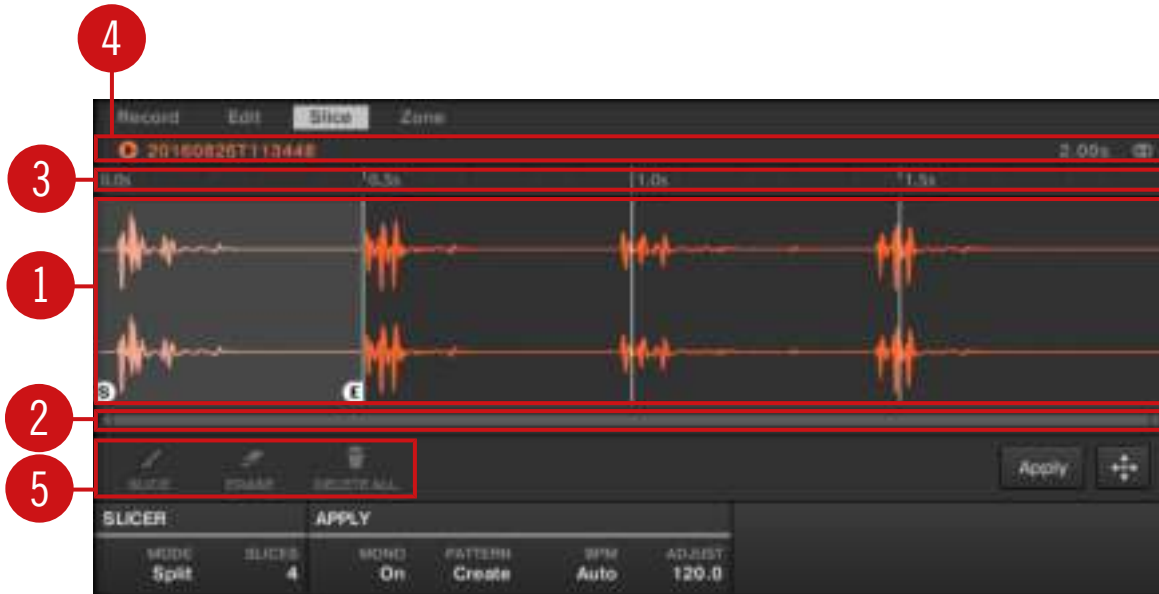 4
Record Edit Slice Zone
20160826T113448 2.00s
3
0.0s 0.5s 1.0s 1.5s
1
S E
2
5
SLICE ERASE DELETE ALL Apply
SLICER APPLY
MODE SLICES MONO PATTERN BPM ADJUST
Split 4 On Create Auto 120.0